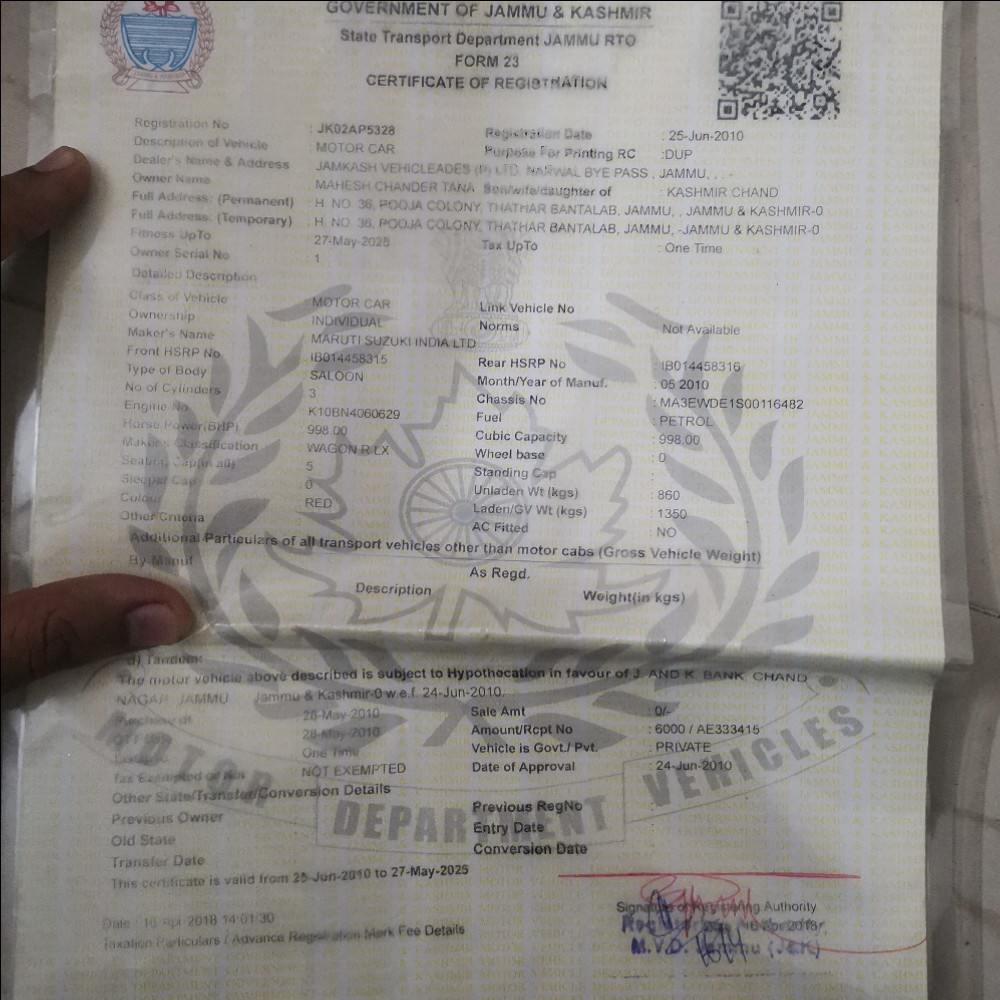 GOVERNMENT OF JAMMU & KASHMIR
State Transport Department JAMMU RTO
FORM 23
CERTIFICATE OF REGISTRATION
Registration No : JK02AP5328 Registration Date : 25-Jun-2010
Description of Vehicle : MOTOR CAR Purpose For Printing RC :DUP
Dealer's Name & Address JAMKASH VEHICLEADES (P) LTD. NARWAL BYE PASS , JAMMU, , -
Owner Name MAHESH CHANDER TANA Son/wife/daughter of : KASHMIR CHAND
Full Address: (Permanent) : H. NO. 36, POOJA COLONY, THATHAR BANTALAB, JAMMU, , JAMMU & KASHMIR-0
Full Address: (Temporary) : H. NO. 36, POOJA COLONY, THATHAR BANTALAB, JAMMU, -JAMMU & KASHMIR-0
Fitness UpTo : 27-May-2025 Tax UpTo : One Time
Owner Serial No : 1
Detailed Description
Class of Vehicle : MOTOR CAR Link Vehicle No
Ownership INDIVIDUAL Norms Not Available
Maker's Name MARUTI SUZUKI INDIA LTD
Front HSRP No IB014458315 Rear HSRP No : IB014458316
Type of Body SALOON Month/Year of Manuf. : 05 2010
No of Cylinders 3 Chassis No : MA3EWDE1S00116482
Engine No K10BN4060629 Fuel : PETROL
Horse Power(BHP) 998.00 Cubic Capacity : 998.00
Maker's Classification WAGON R LX Wheel base : 0
Seating Cap(in all) 5 Standing Cap :
Sleeper Cap 0 Unladen Wt (kgs) : 860
Colour RED Laden/GV Wt (kgs) : 1350
Other Criteria AC Fitted : NO
Additional Particulars of all transport vehicles other than motor cabs (Gross Vehicle Weight)
By Manuf As Regd.
Description Weight(in kgs)
d) Tandem:
The motor vehicle above described is subject to Hypothecation in favour of J. AND K. BANK, CHAND
NAGAR JAMMU Jammu & Kashmir-0 w.e.f. 24-Jun-2010.
28-May-2010 Sale Amt : 0/-
28-May-2010 Amount/Rcpt No : 6000 / AE333415
One Time Vehicle is Govt./ Pvt. : PRIVATE
Tax Exempted or Not NOT EXEMPTED Date of Approval : 24-Jun-2010
Other State/Transfer/Conversion Details
Previous Owner Previous RegNo
Old State Entry Date
Transfer Date Conversion Date
This certificate is valid from 25-Jun-2010 to 27-May-2025
Signature of Registering Authority
Date : 16-Apr-2018 14:01:30
Taxation Particulars / Advance Registration Mark Fee Details
M.V.D. Jammu (J&K)
MOTOR VEHICLES
DEPARTMENT